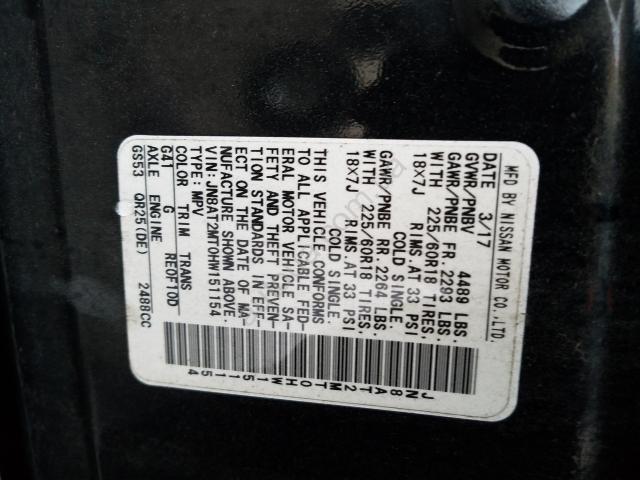 MFD BY NISSAN MOTOR CO.,LTD.
DATE 3/17
GVWR/PNBV 4489 LBS.
GAWR/PNBE FR. 2293 LBS
WITH 225/60R18 TIRES,
18X7J RIMS.AT 33 PSI
COLD SINGLE.
GAWR/PNBE RR. 2264 LBS.
WITH 225/60R18 TIRES,
18X7J RIMS.AT 33 PSI
COLD SINGLE.
THIS VEHICLE CONFORMS
TO ALL APPLICABLE FED-
ERAL MOTOR VEHICLE SA-
FETY AND THEFT PREVEN-
TION STANDARDS IN EFF-
ECT ON THE DATE OF MA-
NUFACTURE SHOWN ABOVE.
VIN:JN8AT2MT0HW151154
TYPE:MPV
COLOR TRIM TRANS
G41 G RE0F10D
AXLE ENGINE
GS53 QR25(DE) 2488CC
JN8AT2MT0HW151154